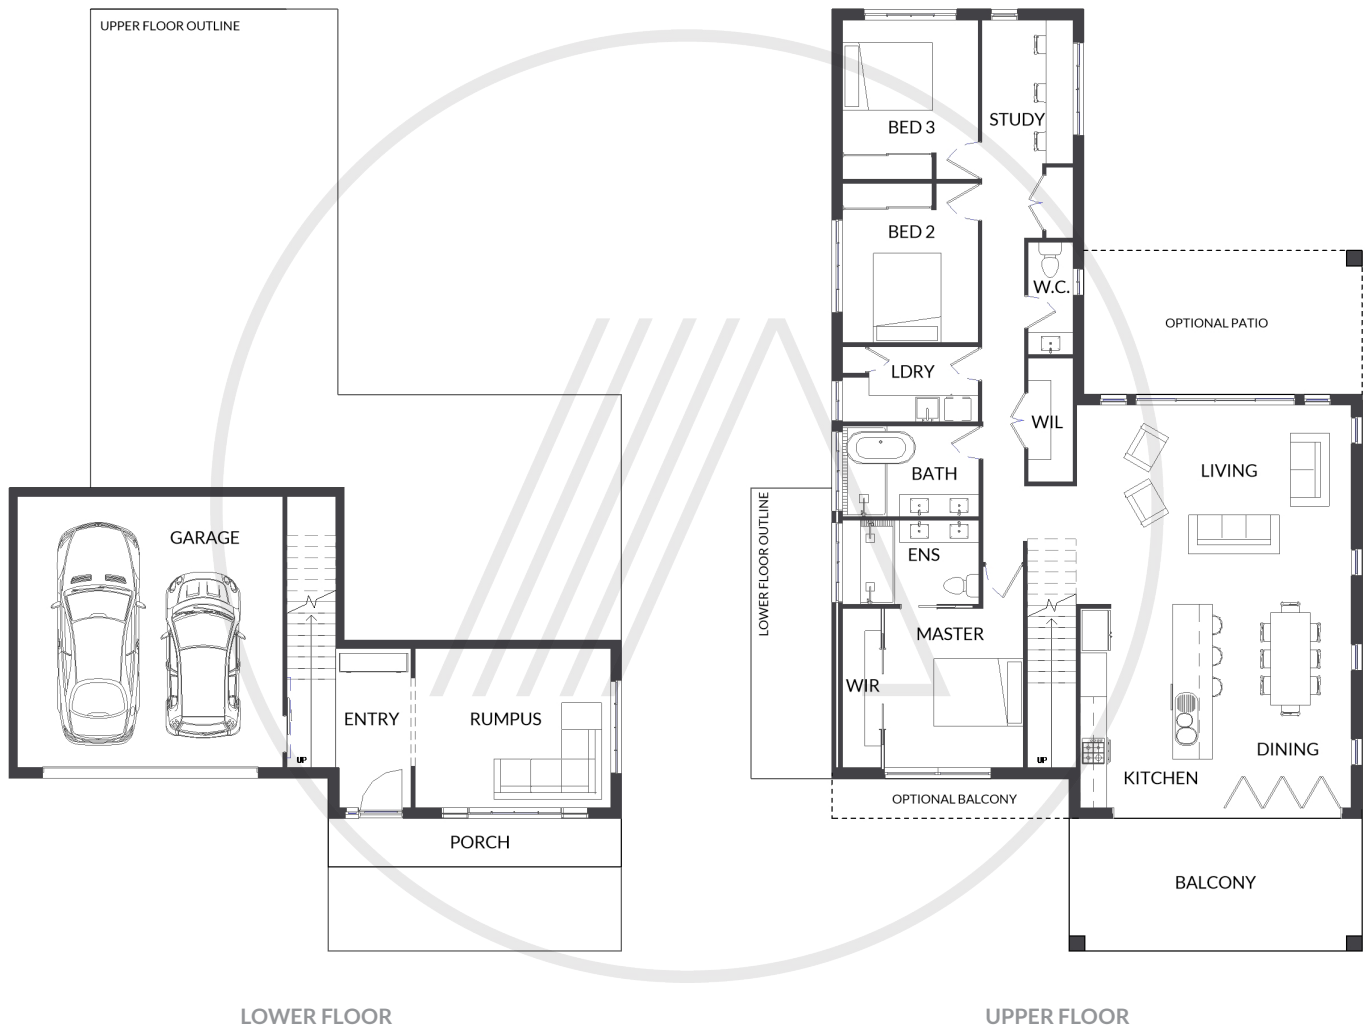 UPPER FLOOR OUTLINE
GARAGE
ENTRY
RUMPUS
UP
PORCH
LOWER FLOOR
BED 3
STUDY
BED 2
W.C.
OPTIONAL PATIO
LDRY
WIL
LIVING
BATH
LOWER FLOOR OUTLINE
ENS
MASTER
WIR
DINING
UP
KITCHEN
OPTIONAL BALCONY
BALCONY
UPPER FLOOR